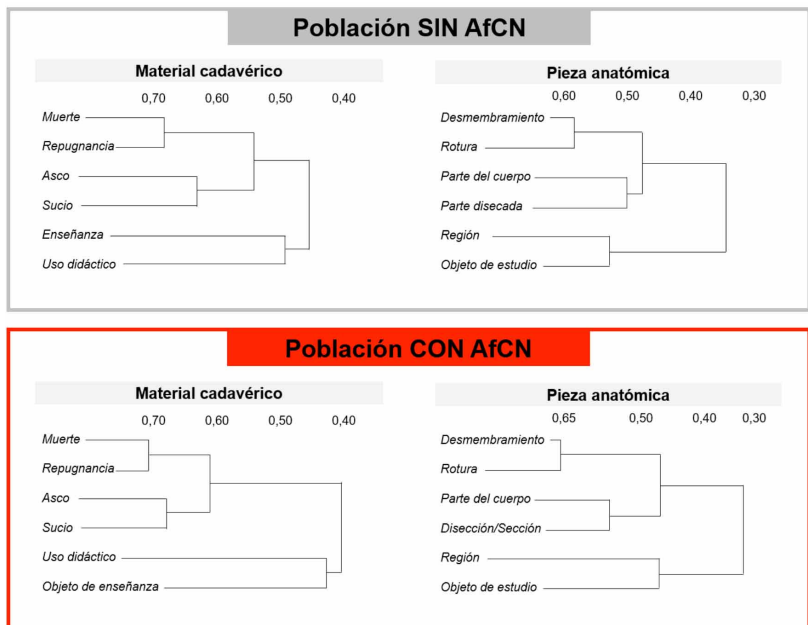 Población SIN AfCN
Material cadavérico
0,70 0,60 0,50 0,40
Muerte
Repugnancia
Asco
Sucio
Enseñanza
Uso didáctico
Pieza anatómica
0,60 0,50 0,40 0,30
Desmembramiento
Rotura
Parte del cuerpo
Parte disecada
Región
Objeto de estudio
Población CON AfCN
Material cadavérico
0,70 0,60 0,50 0,40
Muerte
Repugnancia
Asco
Sucio
Uso didáctico
Objeto de enseñanza
Pieza anatómica
0,65 0,50 0,40 0,30
Desmembramiento
Rotura
Parte del cuerpo
Disección/Sección
Región
Objeto de estudio